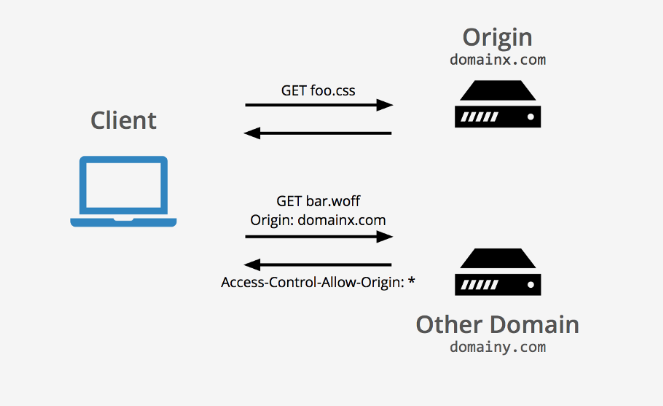 Origin
domainx.com
GET foo.css
Client
GET bar.woff
Origin: domainx.com
Access-Control-Allow-Origin: *
Other Domain
domainy.com